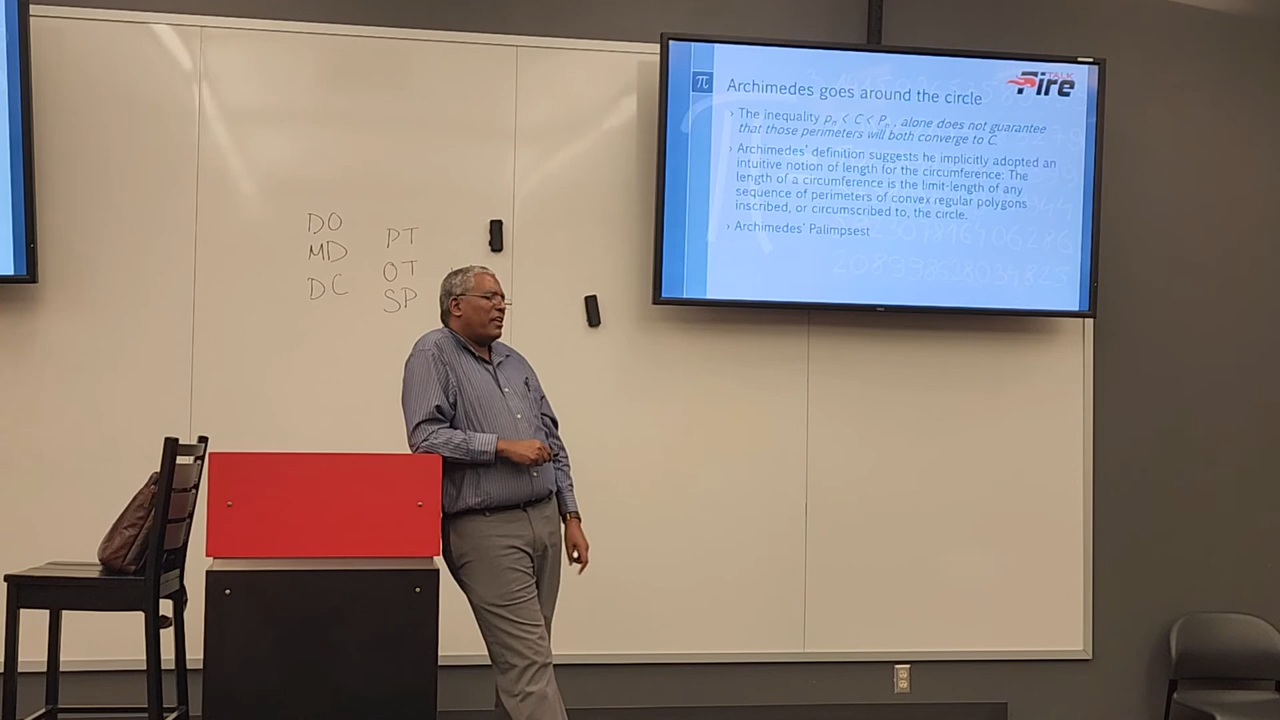 DO
MD
DC
PT
OT
SP
π
Archimedes goes around the circle
TALK
Fire
› The inequality pₙ < C < Pₙ, alone does not guarantee
that those perimeters will both converge to C.
› Archimedes' definition suggests he implicitly adopted an
intuitive notion of length for the circumference: The
length of a circumference is the limit-length of any
sequence of perimeters of convex regular polygons
inscribed, or circumscribed to, the circle.
› Archimedes' Palimpsest